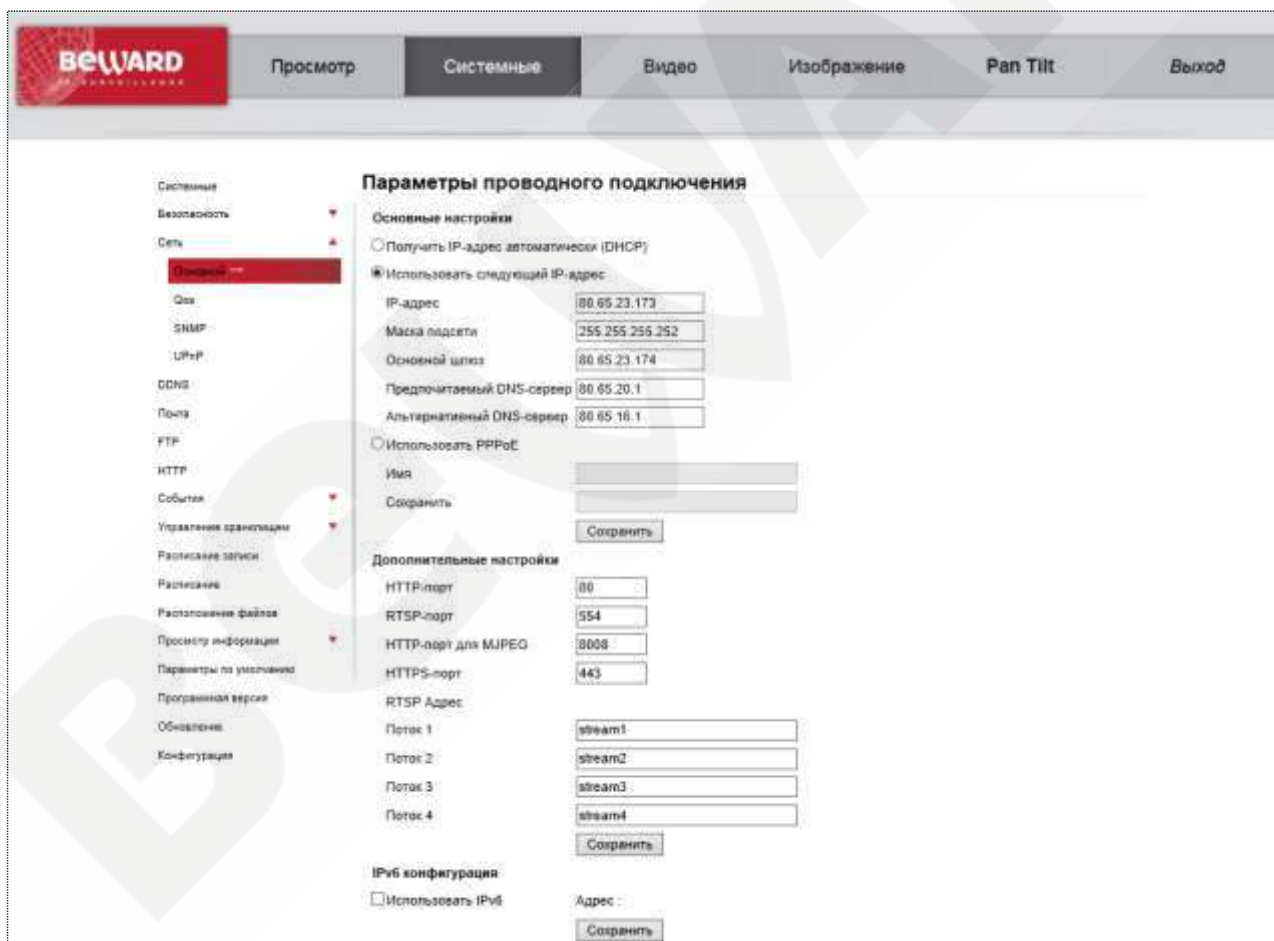 BEWARD
Просмотр
Системные
Видео
Изображение
Pan Tilt
Выход
Системные
Безопасность
Сеть
Основной
Qos
SNMP
UPnP
DDNS
Почта
FTP
HTTP
События
Управление хранилищем
Расписание записи
Расписание
Расположение файлов
Просмотр информации
Параметры по умолчанию
Программная версия
Обновление
Конфигурация
Параметры проводного подключения
Основные настройки
Получить IP-адрес автоматически (DHCP)
Использовать следующий IP-адрес
IP-адрес 80.65.23.173
Маска подсети 255.255.255.252
Основной шлюз 80.65.23.174
Предпочитаемый DNS-сервер 80.65.20.1
Альтернативный DNS-сервер 80.65.16.1
Использовать PPPoE
Имя
Сохранить
Сохранить
Дополнительные настройки
HTTP-порт 80
RTSP-порт 554
HTTP-порт для MJPEG 8008
HTTPS-порт 443
RTSP Адрес
Поток 1 stream1
Поток 2 stream2
Поток 3 stream3
Поток 4 stream4
Сохранить
IPv6 конфигурация
Использовать IPv6 Адрес :
Сохранить